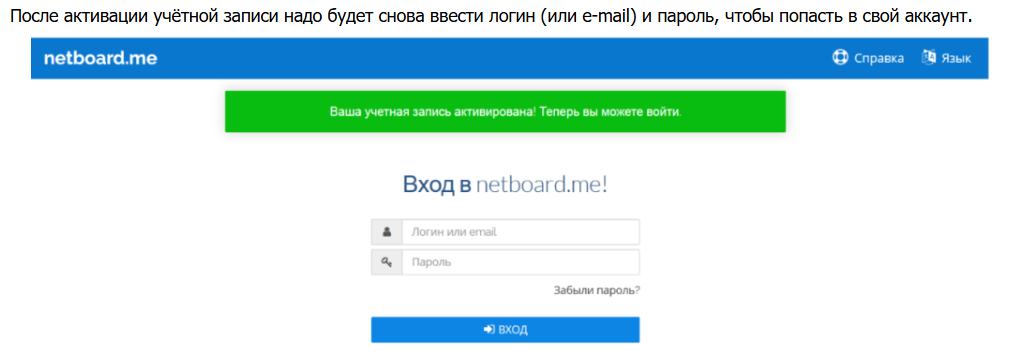 После активации учётной записи надо будет снова ввести логин (или e-mail) и пароль, чтобы попасть в свой аккаунт.
netboard.me Справка Язык
Ваша учетная запись активирована! Теперь вы можете войти.
Вход в netboard.me!
Логин или email
Пароль
Забыли пароль?
ВХОД